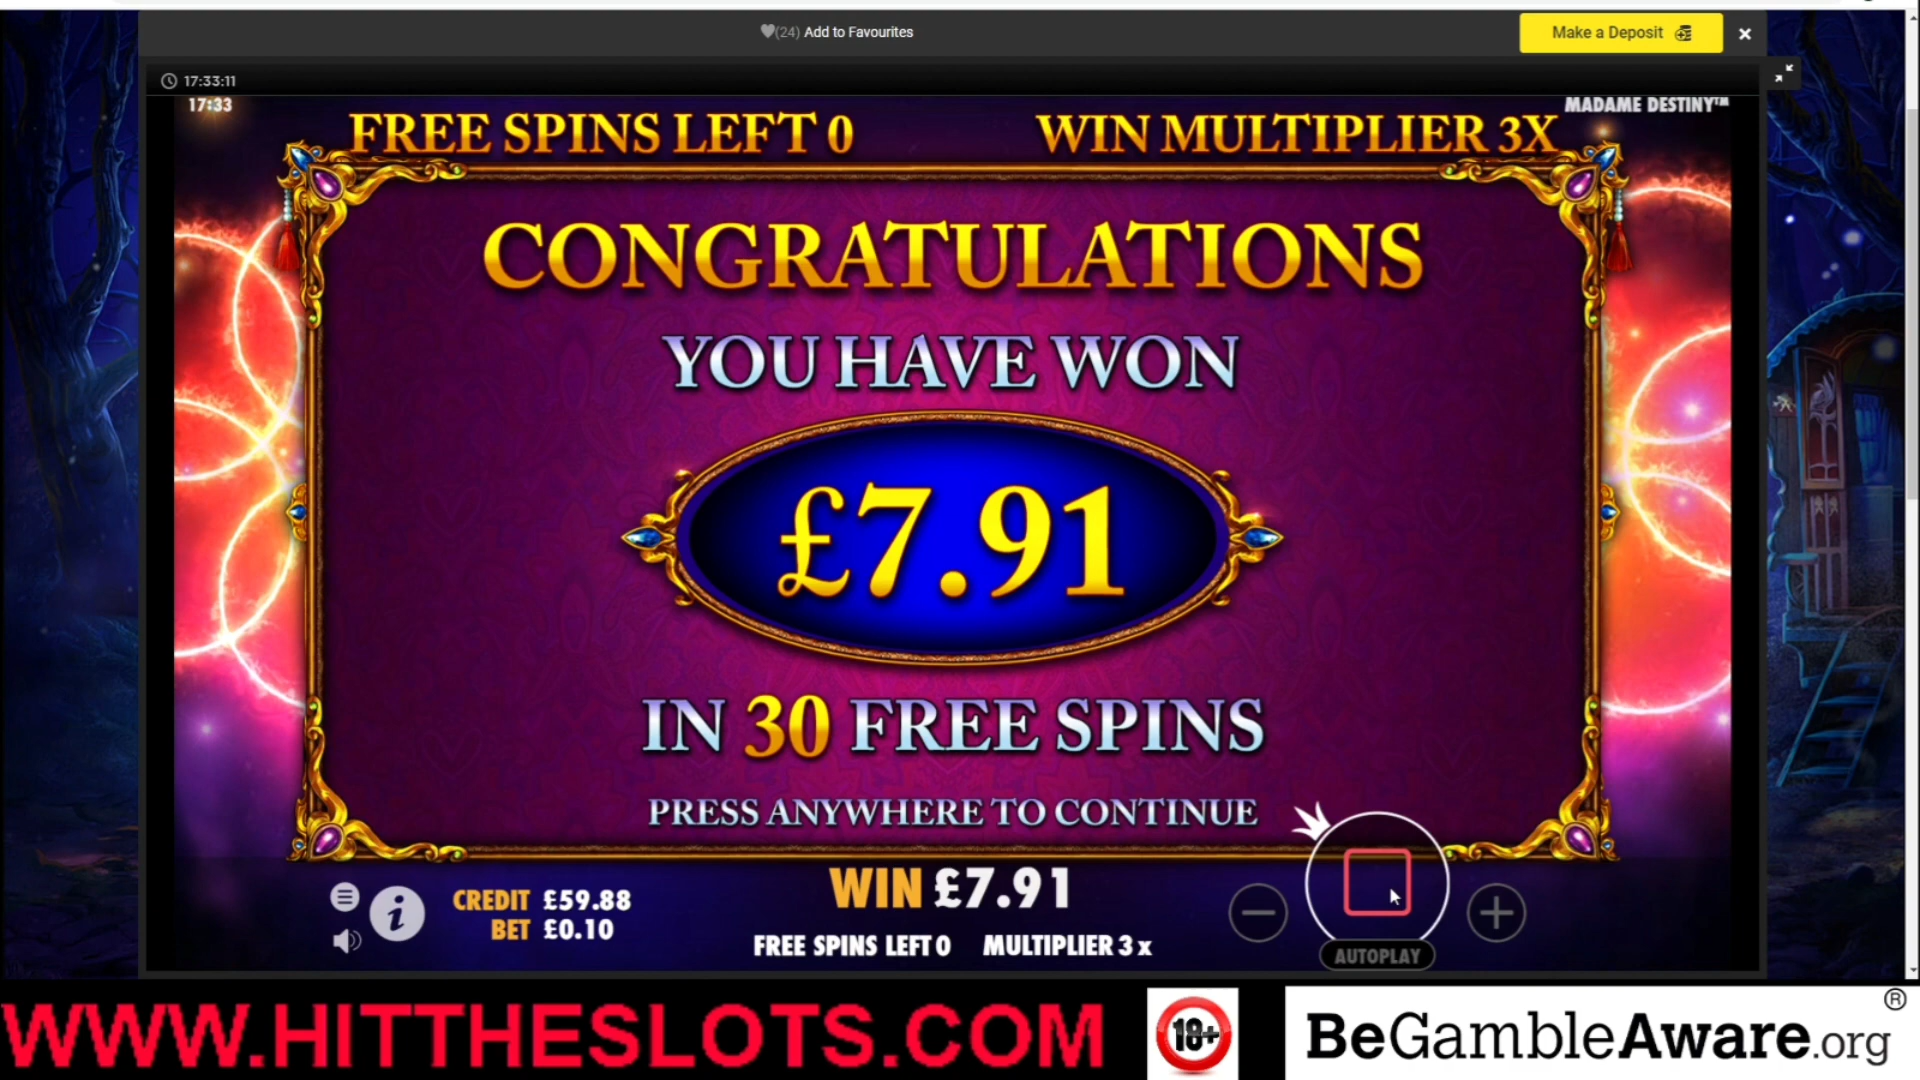 (24) Add to Favourites
Make a Deposit
17:33:11
17:33
MADAME DESTINY™
FREE SPINS LEFT 0
WIN MULTIPLIER 3X
CONGRATULATIONS
YOU HAVE WON
£7.91
IN 30 FREE SPINS
PRESS ANYWHERE TO CONTINUE
CREDIT £59.88
BET £0.10
WIN £7.91
FREE SPINS LEFT 0 MULTIPLIER 3 x
AUTOPLAY
WWW.HITTHESLOTS.COM
18+
BeGambleAware.org®